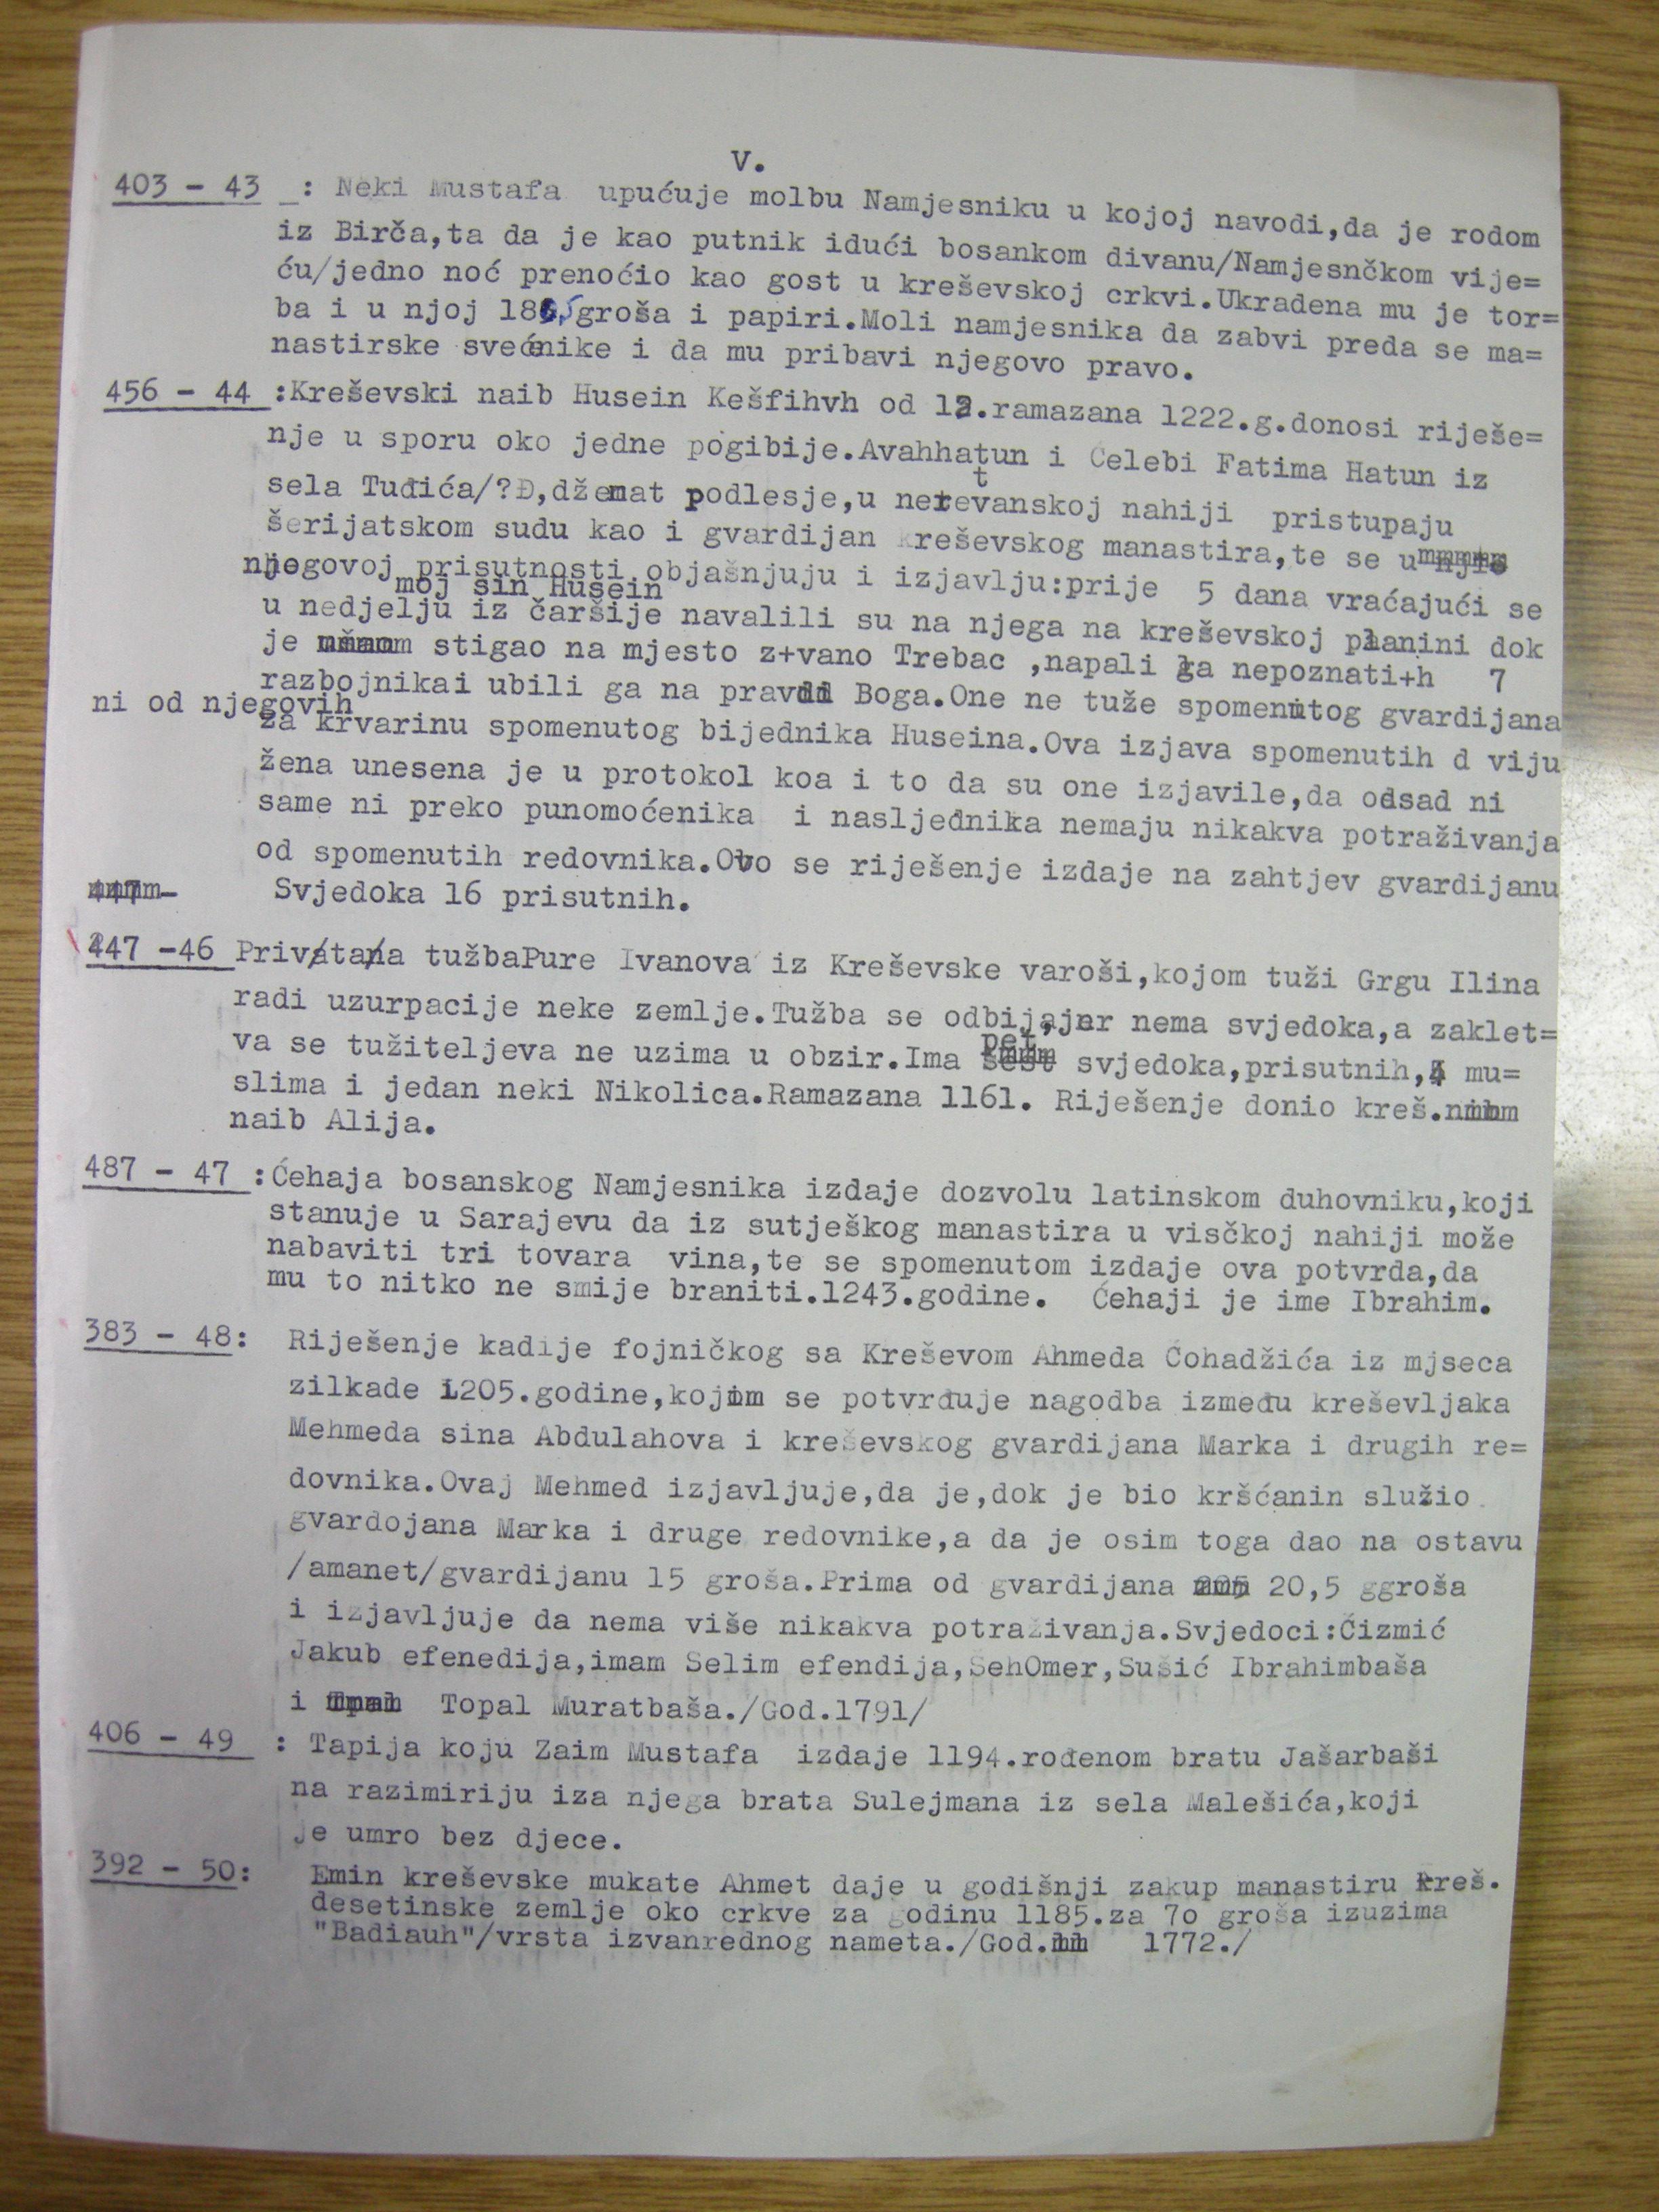 V.
403 - 43 : Neki Mustafa upućuje molbu Namjesniku u kojoj navodi,da je rodom
iz Birča,ta da je kao putnik idući bosankom divanu/Namjesnčkom vije=
ću/jedno noć prenoćio kao gost u kreševskoj crkvi.Ukradena mu je tor=
ba i u njoj groša i papiri.Moli namjesnika da zabvi preda se ma=
nastirske svećenike i da mu pribavi njegovo pravo.
456 - 44 :Kreševski naib Husein Kešfihvh od 12.ramazana 1222.g.donosi riješe=
nje u sporu oko jedne pogibije.Avahhatun i Čelebi Fatima Hatun iz
sela Tuđića/?Đ,džemat podlesje,u neretvanskoj nahiji pristupaju
šerijatskom sudu kao i gvardijan kreševskog manastira,te se u
njegovoj prisutnosti objašnjuju i izjavlju:prije 5 dana vraćajući se
moj sin Husein
u nedjelju iz čaršije navalili su na njega na kreševskoj planini dok
je stigao na mjesto z+vano Trebac ,napali ga nepoznati+h 7
razbojnikai ubili ga na pravdi Boga.One ne tuže spomenutog gvardijana
ni od njegovih
za krvarinu spomenutog bijednika Huseina.Ova izjava spomenutih d viju
žena unesena je u protokol koa i to da su one izjavile,da odsad ni
same ni preko punomoćenika i nasljednika nemaju nikakva potraživanja
od spomenutih redovnika.Ovo se riješenje izdaje na zahtjev gvardijanu
Svjedoka 16 prisutnih.
447 -46 Privatna tužbaPure Ivanova iz Kreševske varoši,kojom tuži Grgu Ilina
radi uzurpacije neke zemlje.Tužba se odbija,jer nema svjedoka,a zaklet=
va se tužiteljeva ne uzima u obzir.Ima pet svjedoka,prisutnih,4 mu=
slima i jedan neki Nikolica.Ramazana 1161. Riješenje donio kreš.
naib Alija.
487 - 47 :Ćehaja bosanskog Namjesnika izdaje dozvolu latinskom duhovniku,koji
stanuje u Sarajevu da iz sutješkog manastira u visčkoj nahiji može
nabaviti tri tovara vina,te se spomenutom izdaje ova potvrda,da
mu to nitko ne smije braniti.1243.godine. Ćehaji je ime Ibrahim.
383 - 48: Riješenje kadije fojničkog sa Kreševom Ahmeda Ćohadžića iz mjseca
zilkade 1205.godine,kojim se potvrđuje nagodba između kreševljaka
Mehmeda sina Abdulahova i kreševskog gvardijana Marka i drugih re=
dovnika.Ovaj Mehmed izjavljuje,da je,dok je bio kršćanin služio
gvardojana Marka i druge redovnike,a da je osim toga dao na ostavu
/amanet/gvardijanu 15 groša.Prima od gvardijana 20,5 ggroša
i izjavljuje da nema više nikakva potraživanja.Svjedoci:Čizmić
Jakub efenedija,imam Selim efendija,ŠehOmer,Sušić Ibrahimbaša
i Topal Muratbaša./God.1791/
406 - 49 : Tapija koju Zaim Mustafa izdaje 1194.rođenom bratu Jašarbaši
na razimiriju iza njega brata Sulejmana iz sela Malešića,koji
je umro bez djece.
392 - 50: Emin kreševske mukate Ahmet daje u godišnji zakup manastiru kreš.
desetinske zemlje oko crkve za godinu 1185.za 7o groša izuzima
"Badiauh"/vrsta izvanrednog nameta./God. 1772./